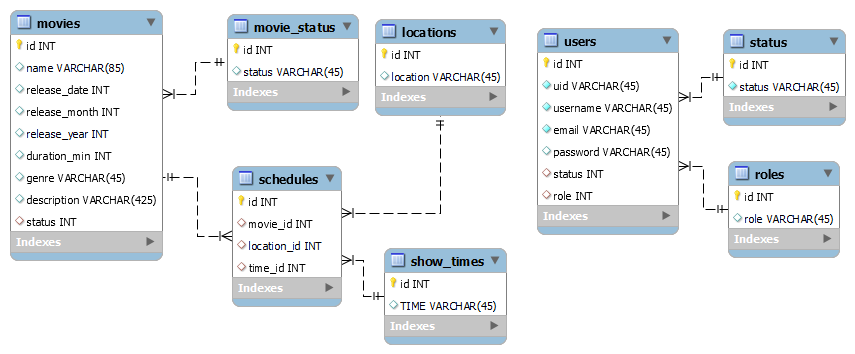 movies
id INT
name VARCHAR(85)
release_date INT
release_month INT
release_year INT
duration_min INT
genre VARCHAR(45)
description VARCHAR(425)
status INT
Indexes
movie_status
id INT
status VARCHAR(45)
Indexes
locations
id INT
location VARCHAR(45)
Indexes
schedules
id INT
movie_id INT
location_id INT
time_id INT
Indexes
show_times
id INT
TIME VARCHAR(45)
Indexes
users
id INT
uid VARCHAR(45)
username VARCHAR(45)
email VARCHAR(45)
password VARCHAR(45)
status INT
role INT
Indexes
status
id INT
status VARCHAR(45)
Indexes
roles
id INT
role VARCHAR(45)
Indexes